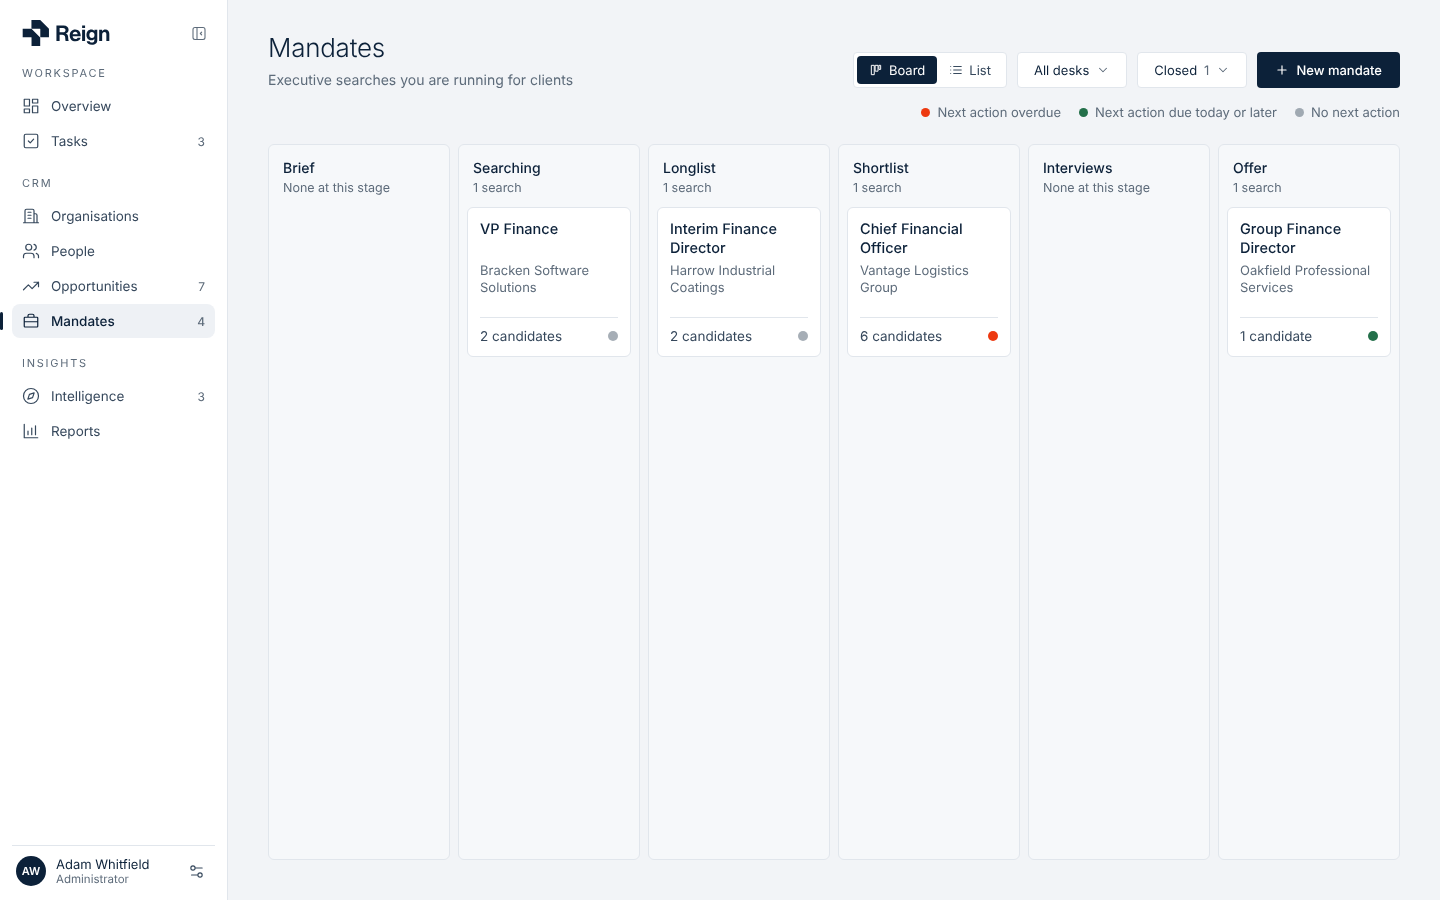 Reign
WORKSPACE
Overview
Tasks 3
CRM
Organisations
People
Opportunities 7
Mandates 4
INSIGHTS
Intelligence 3
Reports
AW
Adam Whitfield
Administrator
Mandates
Executive searches you are running for clients
Board
List
All desks
Closed 1
New mandate
Next action overdue
Next action due today or later
No next action
Brief
None at this stage
Searching
1 search
VP Finance
Bracken Software
Solutions
2 candidates
Longlist
1 search
Interim Finance
Director
Harrow Industrial
Coatings
2 candidates
Shortlist
1 search
Chief Financial
Officer
Vantage Logistics
Group
6 candidates
Interviews
None at this stage
Offer
1 search
Group Finance
Director
Oakfield Professional
Services
1 candidate